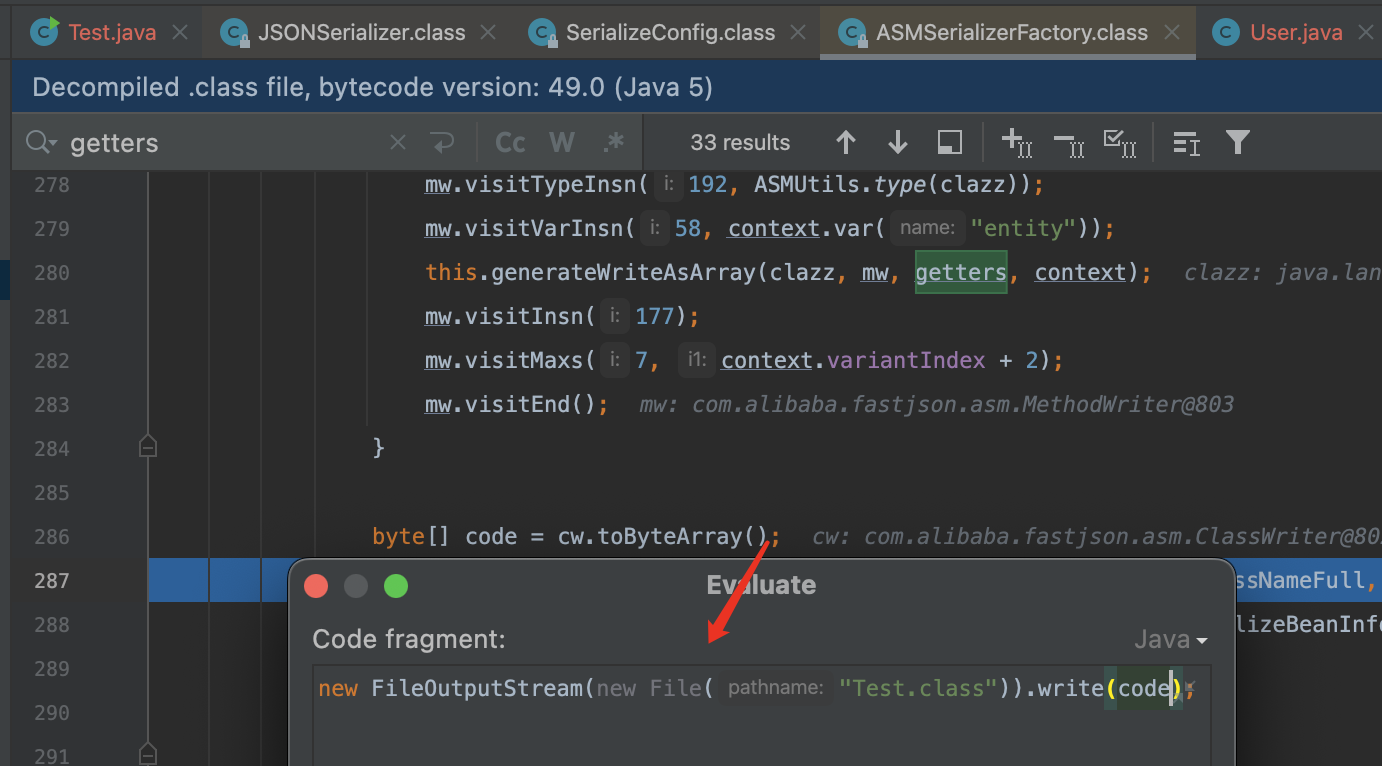 Test.java JSONSerializer.class SerializeConfig.class ASMSerializerFactory.class User.java
Decompiled .class file, bytecode version: 49.0 (Java 5)
getters Cc W .* 33 results
278 mw.visitTypeInsn( i: 192, ASMUtils.type(clazz));
279 mw.visitVarInsn( i: 58, context.var( name: "entity"));
280 this.generateWriteAsArray(clazz, mw, getters, context); clazz: java.lan
281 mw.visitInsn( i: 177);
282 mw.visitMaxs( i: 7, i1: context.variantIndex + 2);
283 mw.visitEnd(); mw: com.alibaba.fastjson.asm.MethodWriter@803
284 }
285
286 byte[] code = cw.toByteArray(); cw: com.alibaba.fastjson.asm.ClassWriter@80
287 ssNameFull,
Evaluate
288 lizeBeanInfo
Code fragment: Java
289
new FileOutputStream(new File( pathname: "Test.class")).write(code);
290
291